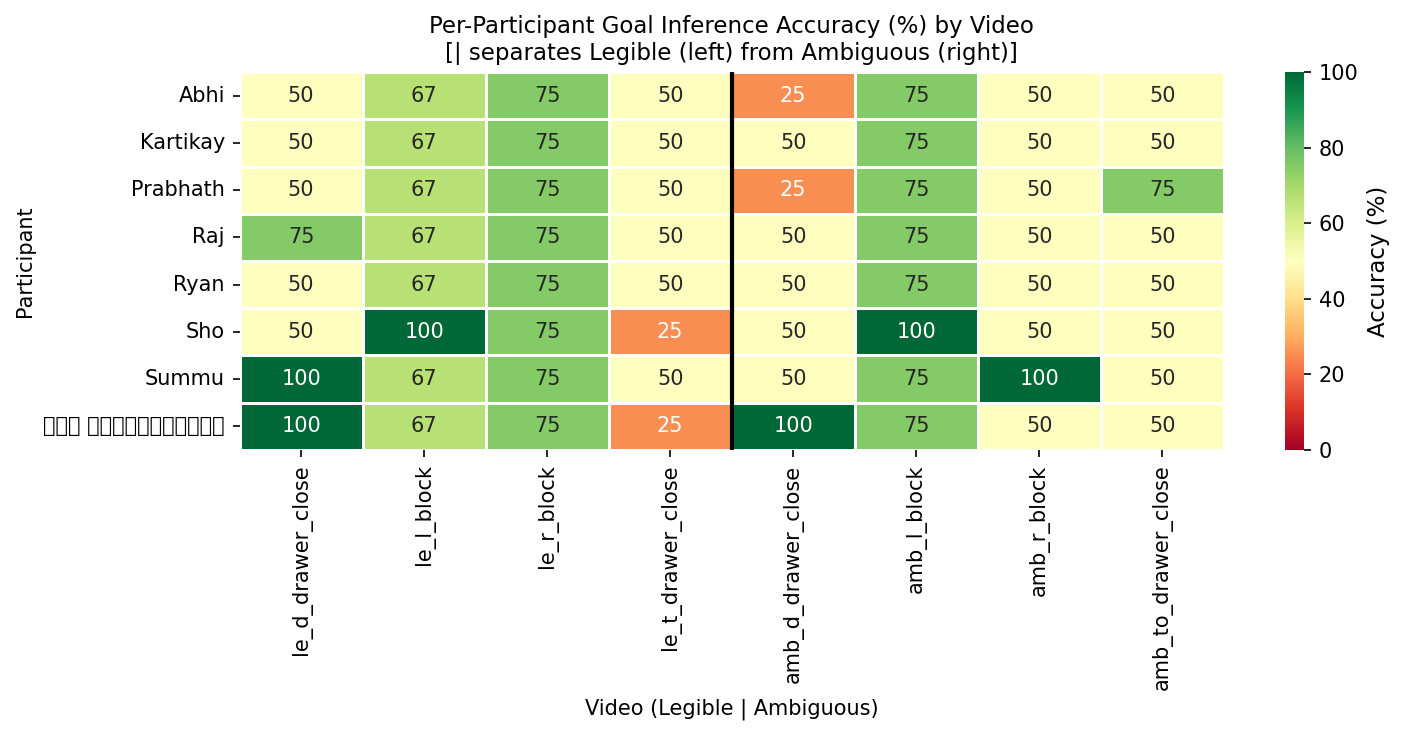 Per-Participant Goal Inference Accuracy (%) by Video
[| separates Legible (left) from Ambiguous (right)]
Participant
Abhi 50 67 75 50 25 75 50 50
Kartikay 50 67 75 50 50 75 50 50
Prabhath 50 67 75 50 25 75 50 75
Raj 75 67 75 50 50 75 50 50
Ryan 50 67 75 50 50 75 50 50
Sho 50 100 75 25 50 100 50 50
Summu 100 67 75 50 50 75 100 50
100 67 75 25 100 75 50 50
le_d_drawer_close
le_l_block
le_r_block
le_t_drawer_close
amb_d_drawer_close
amb_l_block
amb_r_block
amb_to_drawer_close
Video (Legible | Ambiguous)
100
80
60
40
20
0
Accuracy (%)